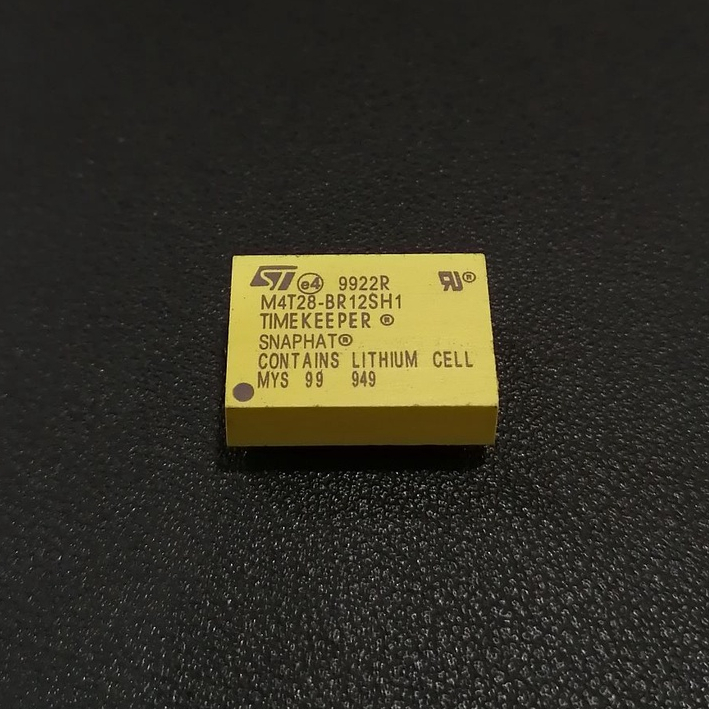 ST e4 9922R
M4T28-BR12SH1
TIMEKEEPER ®
SNAPHAT®
CONTAINS LITHIUM CELL
MYS 99 949